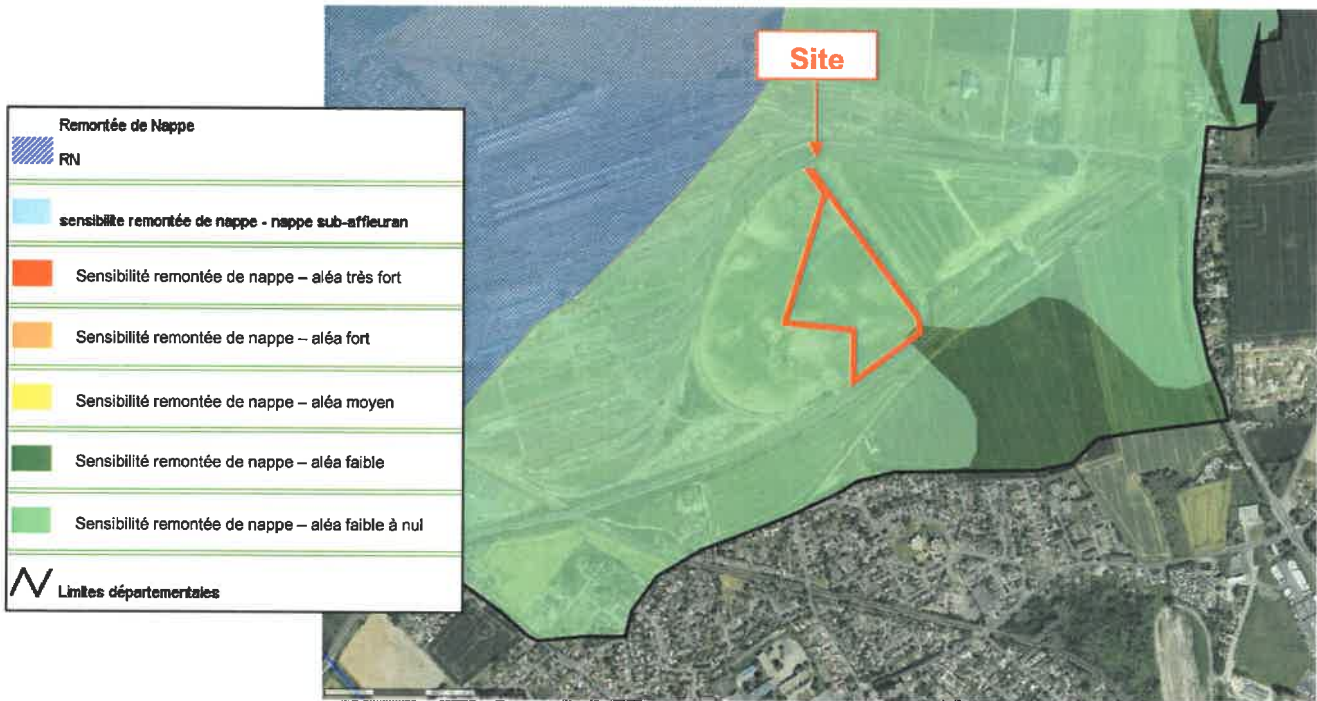 Site
Remontée de Nappe
RN
sensibilite remontée de nappe - nappe sub-affleuran
Sensibilité remontée de nappe – aléa très fort
Sensibilité remontée de nappe – aléa fort
Sensibilité remontée de nappe – aléa moyen
Sensibilité remontée de nappe – aléa faible
Sensibilité remontée de nappe – aléa faible à nul
Limites départementales